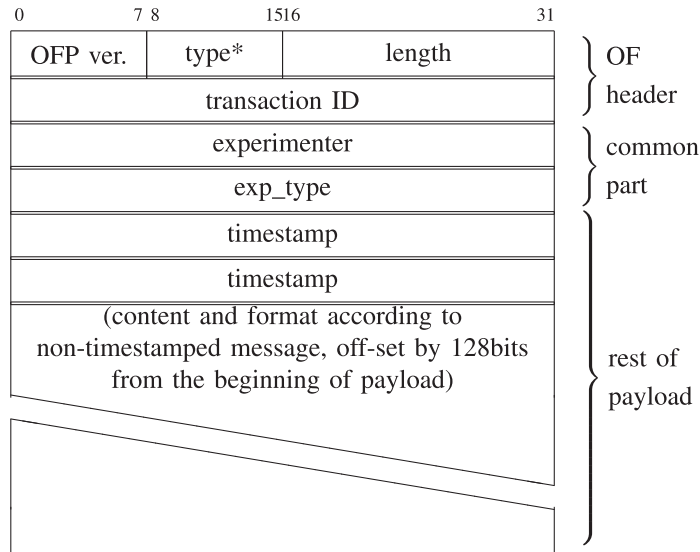 0 7 8 1516 31
OFP ver. type* length
OF
header
transaction ID
experimenter
common
part
exp_type
timestamp
timestamp
(content and format according to
non-timestamped message, off-set by 128bits
from the beginning of payload)
rest of
payload